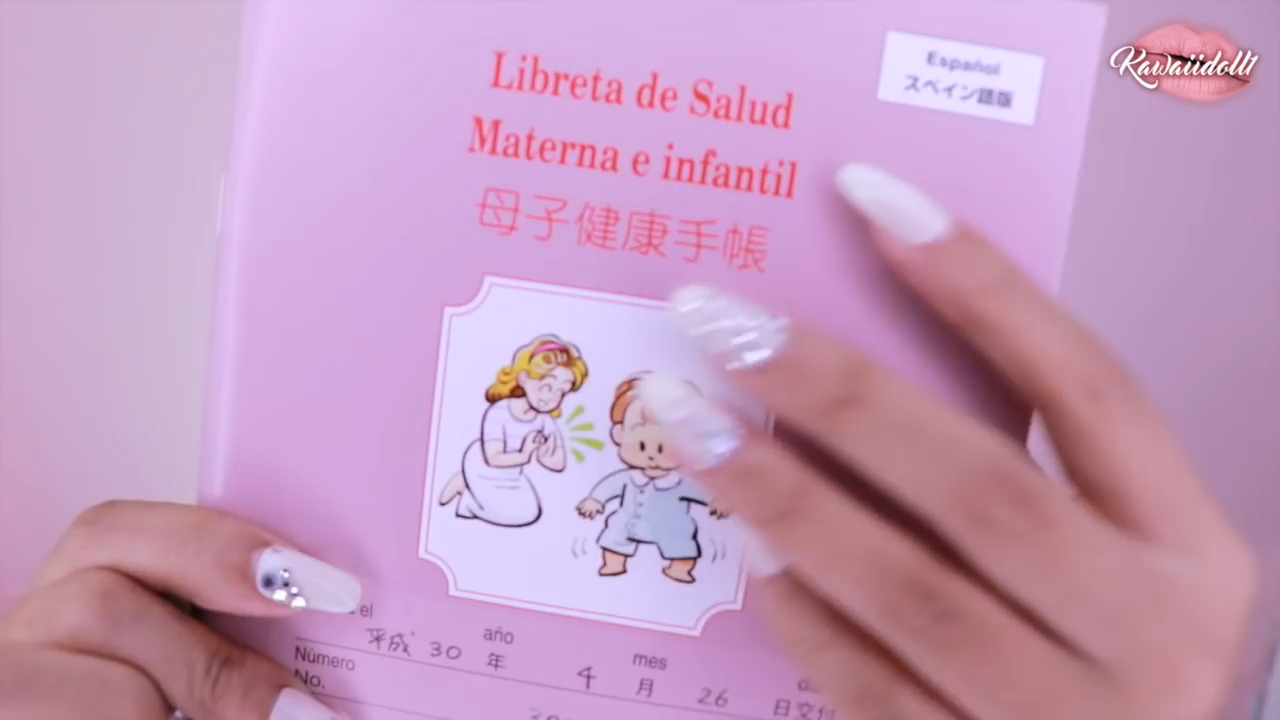 Kawaiidoll1
Español
スペイン語版
Libreta de Salud
Materna e infantil
母子健康手帳
el
平成 30 año 年 4 mes 月 26 日交付
Número
No.